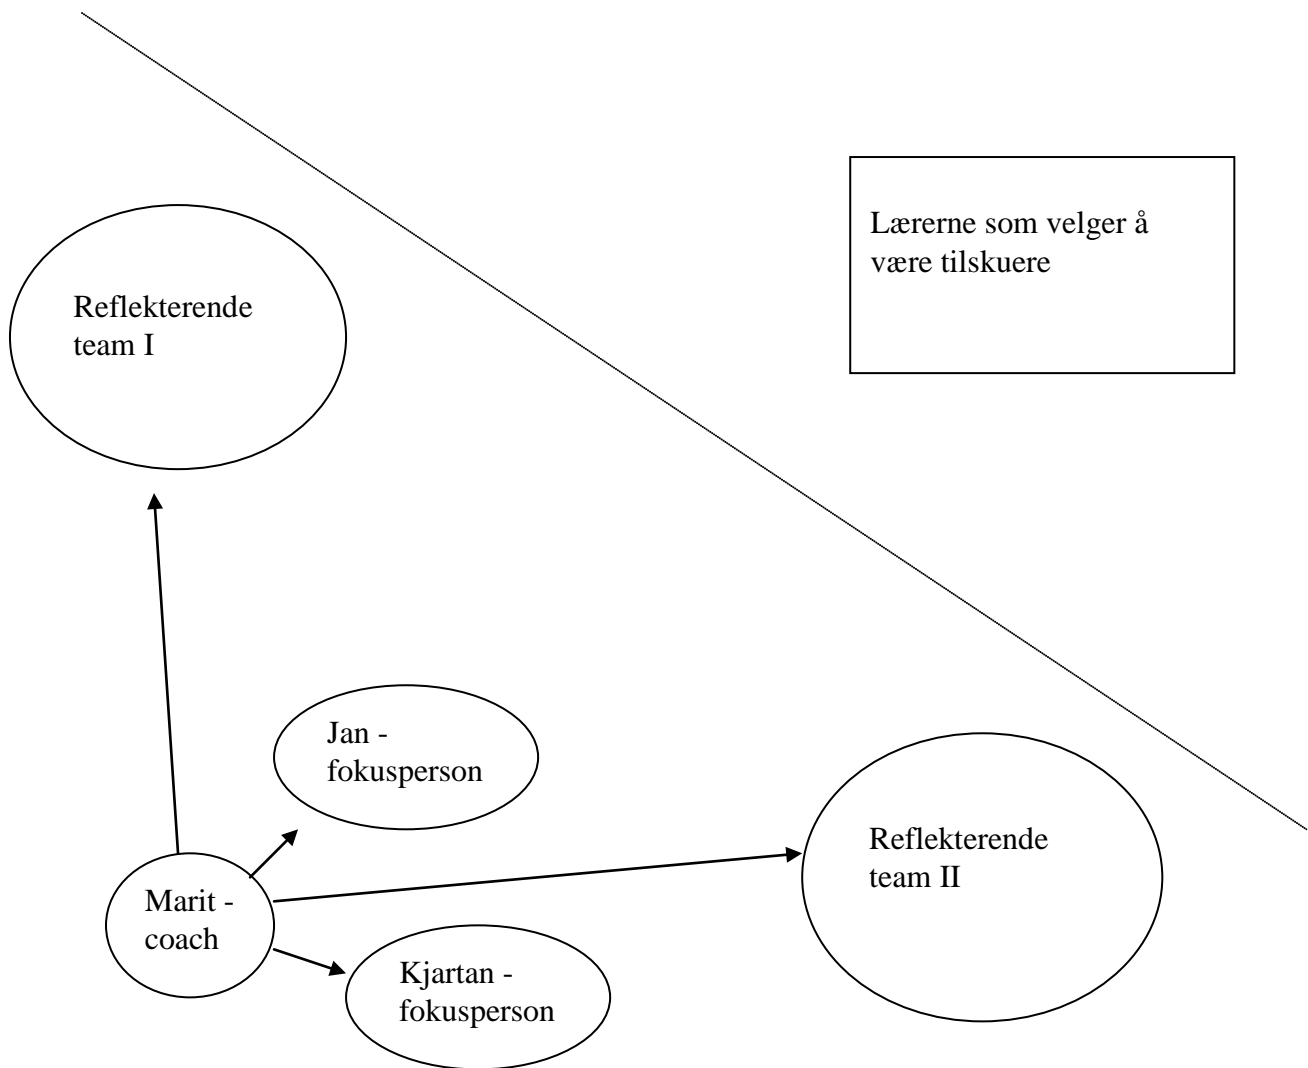 Lærerne som velger å
være tilskuere
Reflekterende
team I
Jan -
fokusperson
Reflekterende
team II
Marit -
coach
Kjartan -
fokusperson